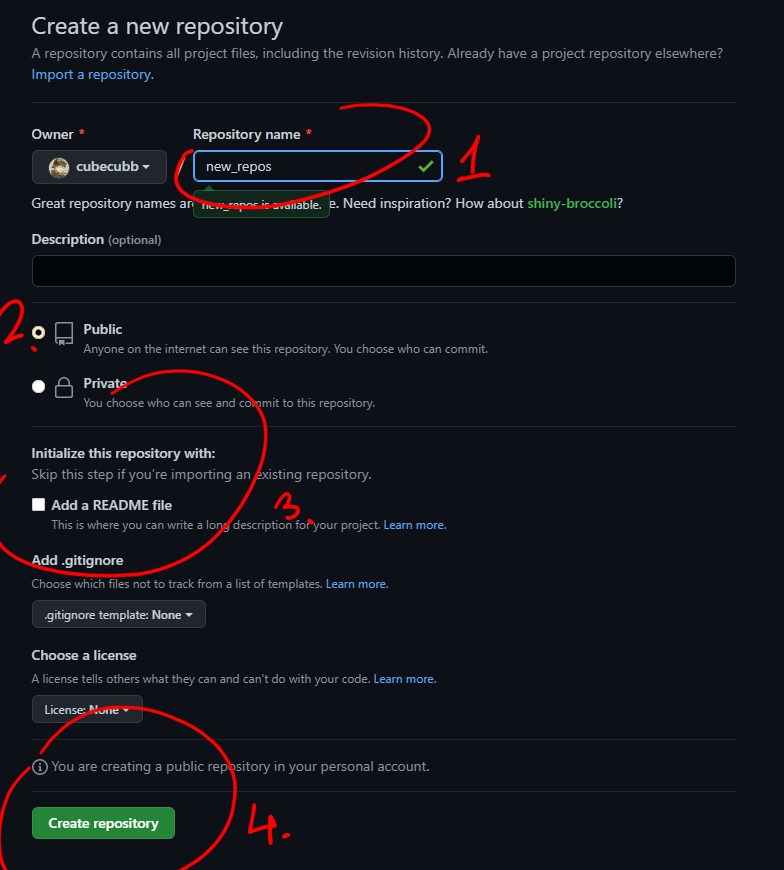 Create a new repository
A repository contains all project files, including the revision history. Already have a project repository elsewhere?
Import a repository.
Owner * Repository name *
cubecubb / new_repos
1
Great repository names ar new_repos is available. e. Need inspiration? How about shiny-broccoli?
Description (optional)
2.
Public
Anyone on the internet can see this repository. You choose who can commit.
Private
You choose who can see and commit to this repository.
Initialize this repository with:
Skip this step if you're importing an existing repository.
Add a README file
3.
This is where you can write a long description for your project. Learn more.
Add .gitignore
Choose which files not to track from a list of templates. Learn more.
.gitignore template: None
Choose a license
A license tells others what they can and can't do with your code. Learn more.
License: None
You are creating a public repository in your personal account.
Create repository
4.